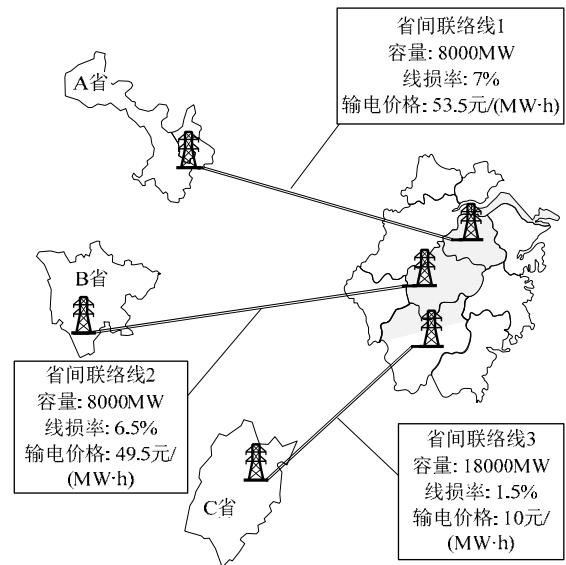 省间联络线1
容量: 8000MW
线损率: 7%
输电价格: 53.5元/(MW·h)
A省
B省
省间联络线2
容量: 8000MW
线损率: 6.5%
输电价格: 49.5元/
(MW·h)
C省
省间联络线3
容量: 18000MW
线损率: 1.5%
输电价格: 10元/
(MW·h)